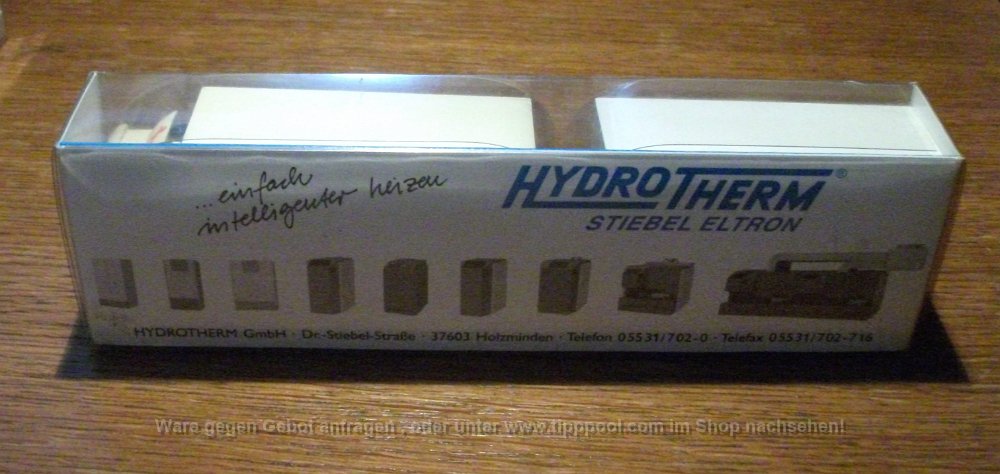 ...einfach
intelligenter heizen
HYDROTHERM®
STIEBEL ELTRON
HYDROTHERM GmbH · Dr.-Stiebel-Straße · 37603 Holzminden · Telefon 05531/702-0 · Telefax 05531/702-716
Ware gegen Gebot anfragen , oder unter www.tipppool.com im Shop nachsehen!